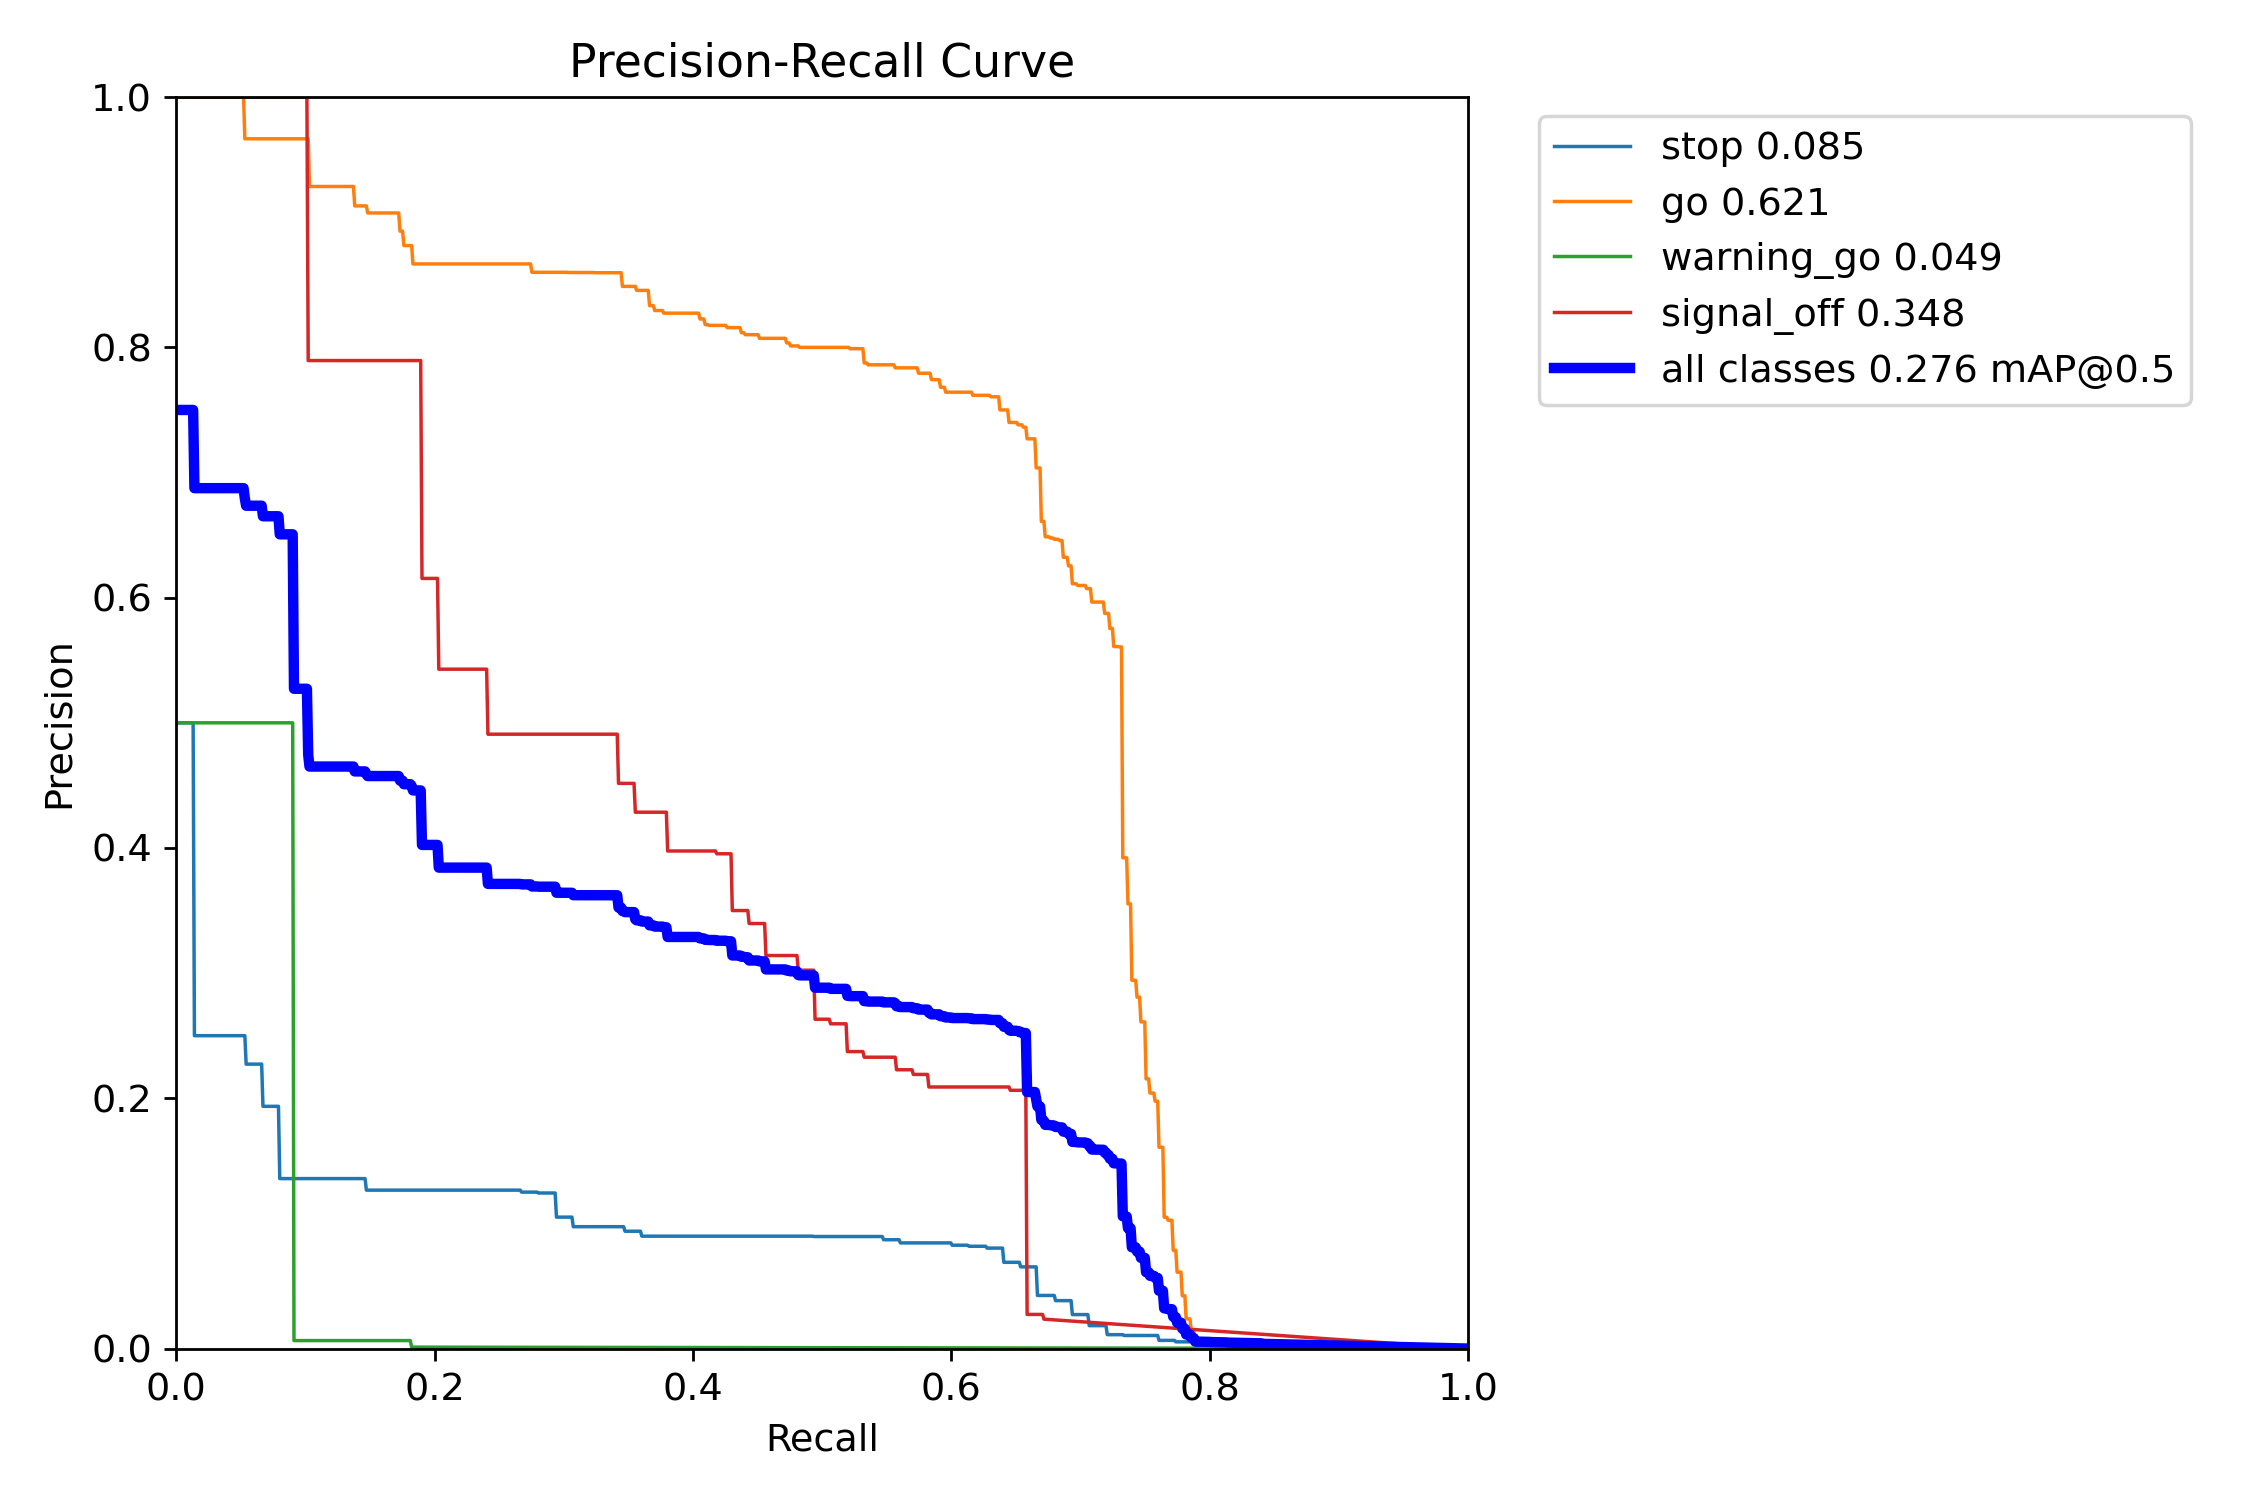 Precision-Recall Curve
1.0
0.8
0.6
0.4
0.2
0.0
Precision
0.0 0.2 0.4 0.6 0.8 1.0
Recall
stop 0.085
go 0.621
warning_go 0.049
signal_off 0.348
all classes 0.276 mAP@0.5